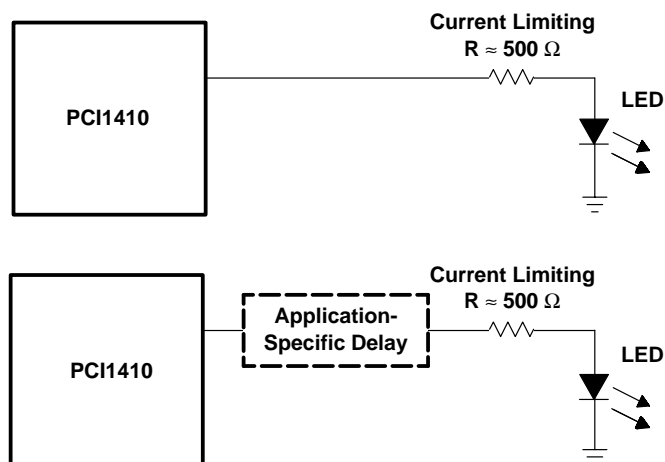 Current Limiting
R ≈ 500 Ω
LED
PCI1410
Current Limiting
R ≈ 500 Ω
Application-
Specific Delay
LED
PCI1410